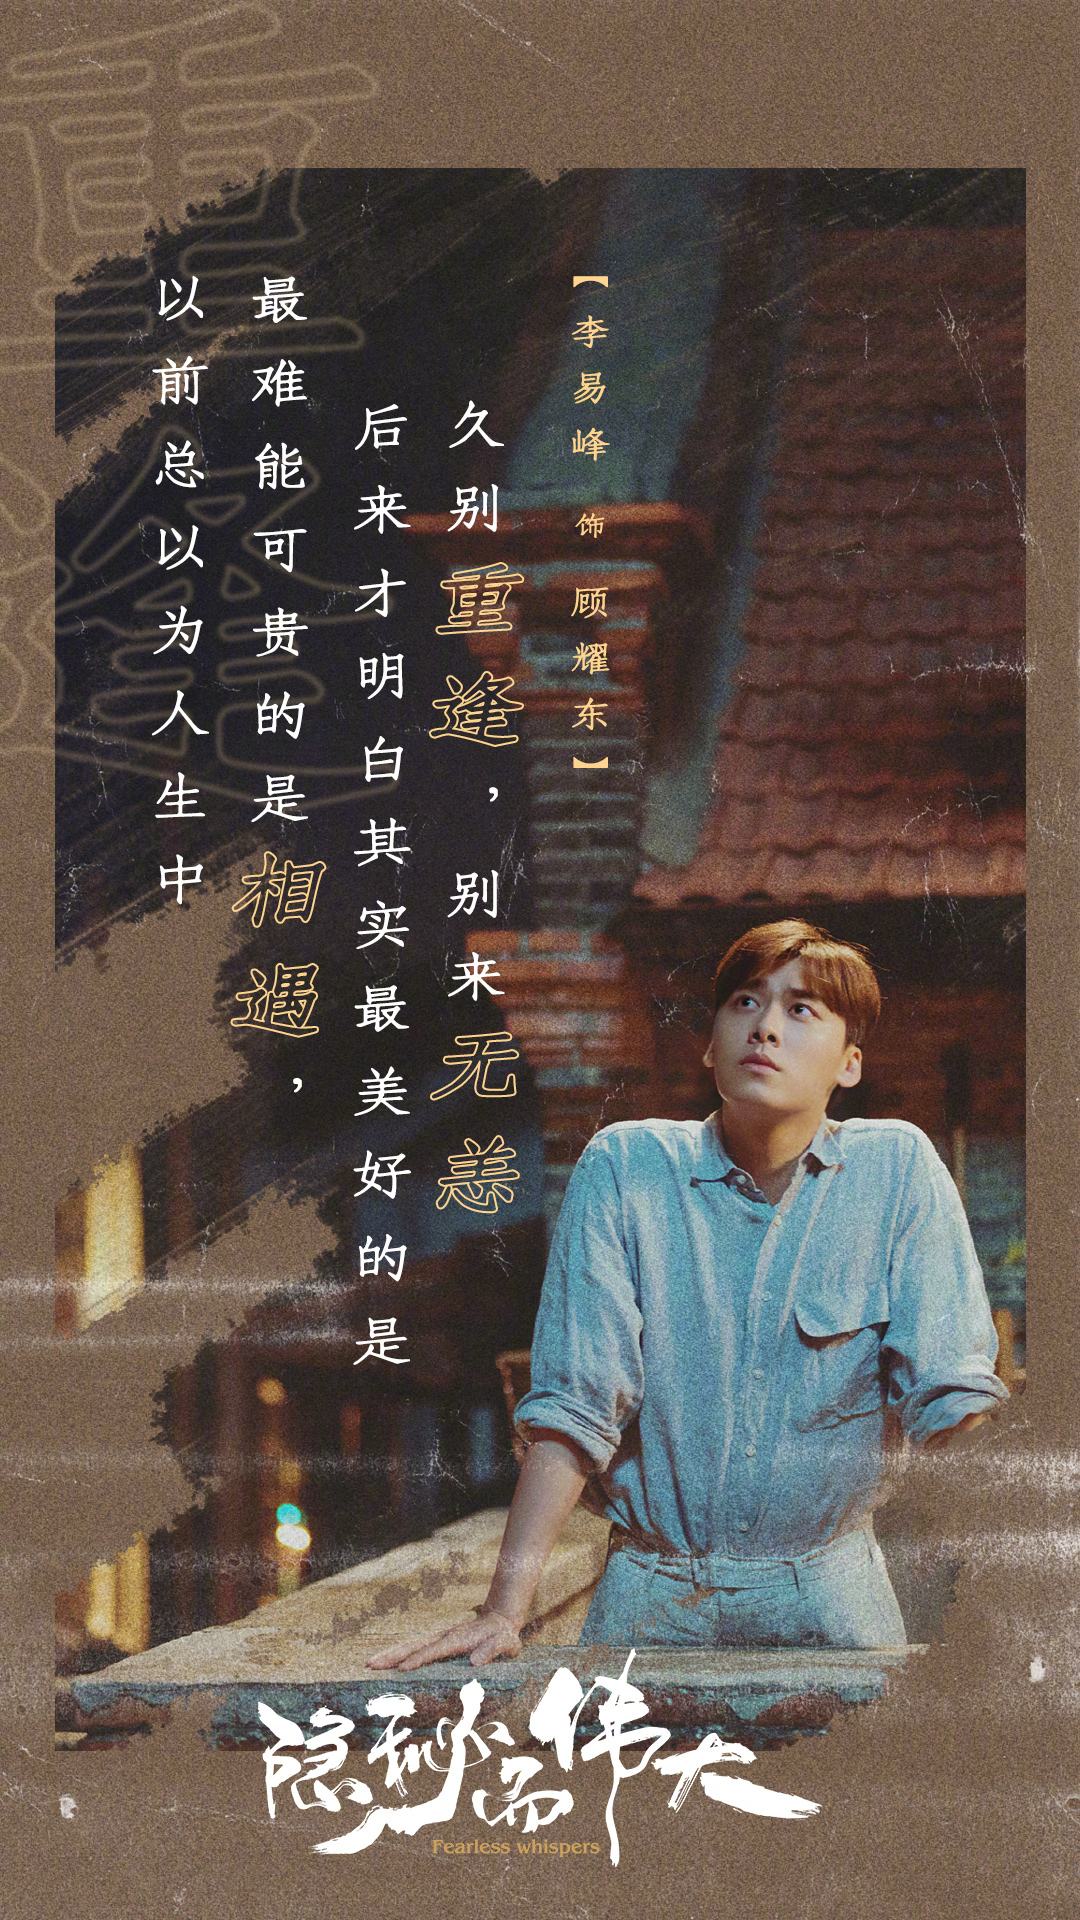 重逢
以前总以为人生中
最难能可贵的是相遇，
后来才明白其实最美好的是
久别重逢，别来无恙
【李易峰 饰 顾耀东】
隐秘而伟大
Fearless whispers